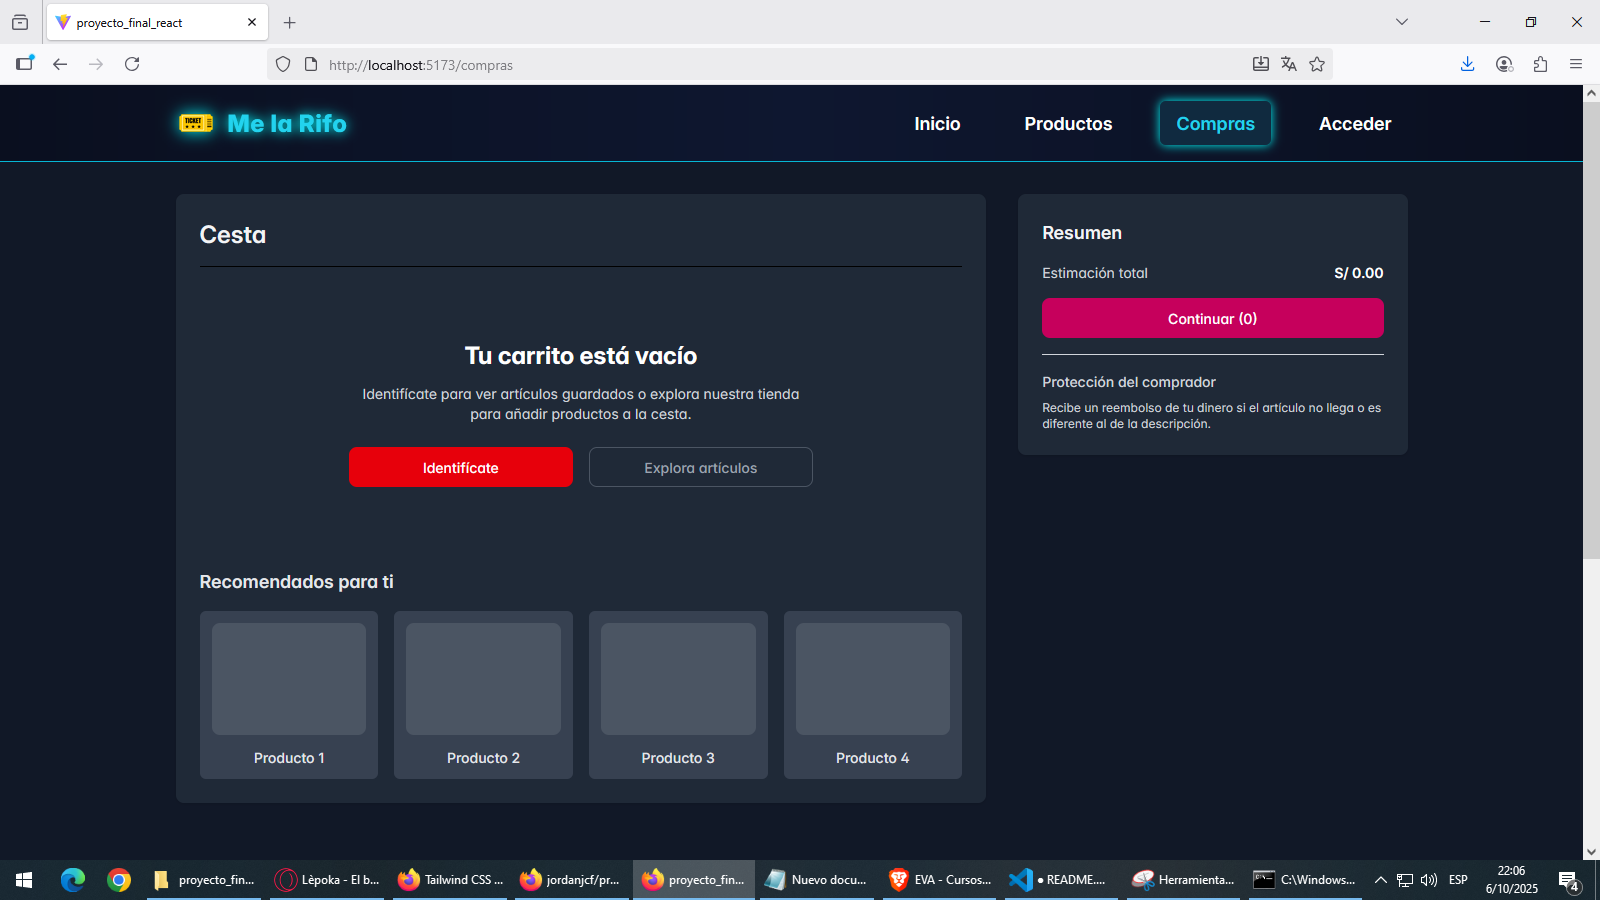 proyecto_final_react
http://localhost:5173/compras
TICKET
Me la Rifo
Inicio
Productos
Compras
Acceder
Cesta
Tu carrito está vacío
Identifícate para ver artículos guardados o explora nuestra tienda
para añadir productos a la cesta.
Identifícate
Explora artículos
Recomendados para ti
Producto 1
Producto 2
Producto 3
Producto 4
Resumen
Estimación total
S/ 0.00
Continuar (0)
Protección del comprador
Recibe un reembolso de tu dinero si el artículo no llega o es
diferente al de la descripción.
proyecto_fin...
Lèpoka - El b...
Tailwind CSS ...
jordanjcf/pr...
proyecto_fin...
Nuevo docu...
EVA - Cursos...
● README....
Herramienta...
C:\Windows...
ESP
22:06
6/10/2025
4